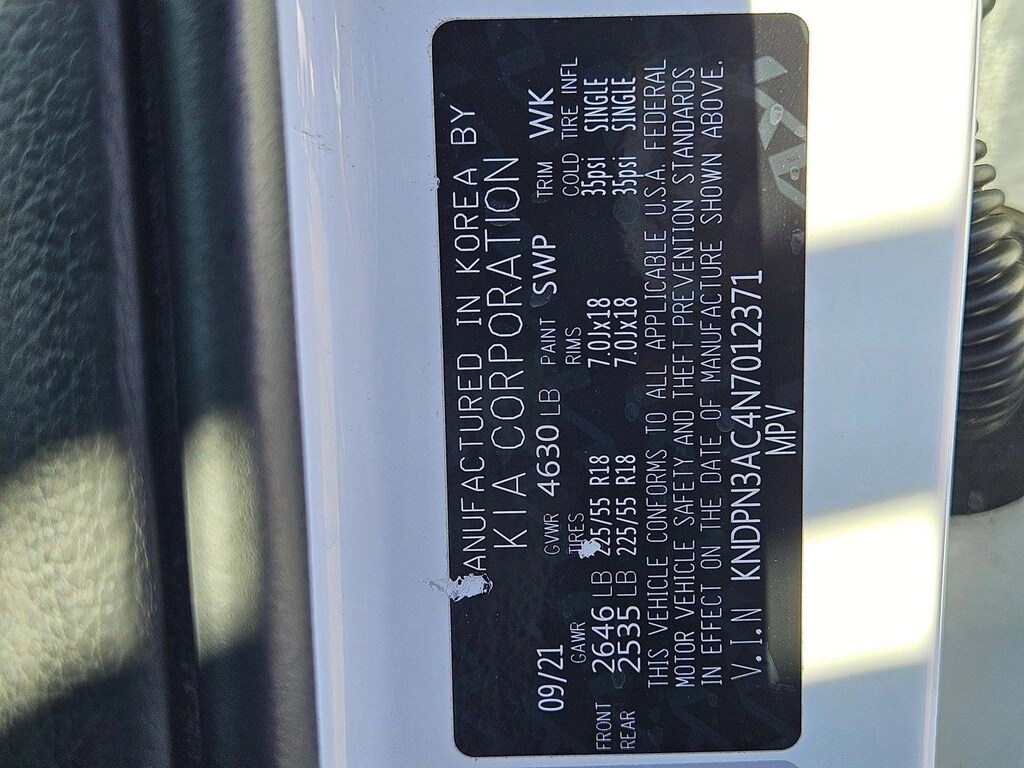 ANUFACTURED IN KOREA BY
KIA CORPORATION
09/21 GVWR 4630 LB PAINT SWP TRIM WK
GAWR TIRES RIMS COLD TIRE INFL
FRONT 2646 LB 225/55 R18 7.0Jx18 35psi SINGLE
REAR 2535 LB 225/55 R18 7.0Jx18 35psi SINGLE
THIS VEHICLE CONFORMS TO ALL APPLICABLE U.S.A. FEDERAL
MOTOR VEHICLE SAFETY AND THEFT PREVENTION STANDARDS
IN EFFECT ON THE DATE OF MANUFACTURE SHOWN ABOVE.
V.I.N KNDPN3AC4N7012371
MPV